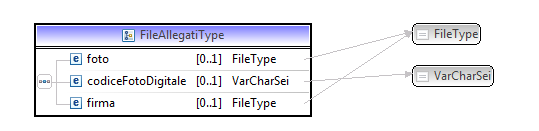 FileAllegatiType
e foto [0..1] FileType
e codiceFotoDigitale [0..1] VarCharSei
e firma [0..1] FileType
FileType
VarCharSei